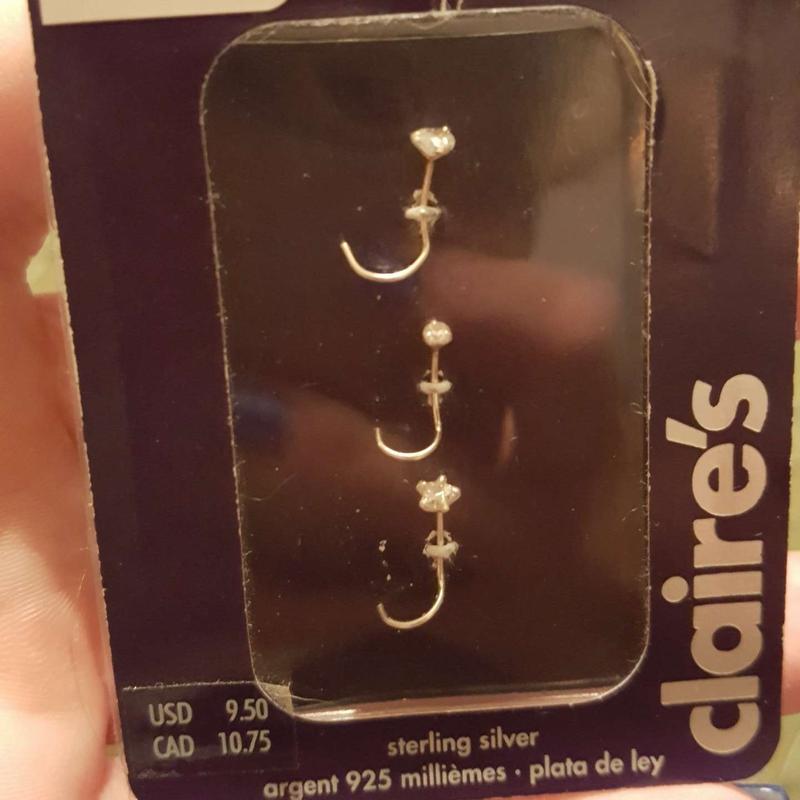 claire's
USD 9.50
CAD 10.75
sterling silver
argent 925 millièmes · plata de ley